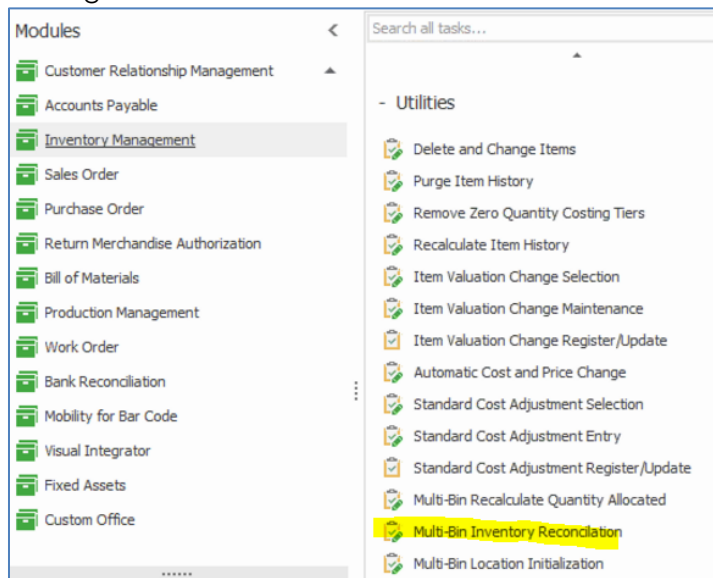 Modules
Customer Relationship Management
Accounts Payable
Inventory Management
Sales Order
Purchase Order
Return Merchandise Authorization
Bill of Materials
Production Management
Work Order
Bank Reconciliation
Mobility for Bar Code
Visual Integrator
Fixed Assets
Custom Office
Search all tasks...
- Utilities
Delete and Change Items
Purge Item History
Remove Zero Quantity Costing Tiers
Recalculate Item History
Item Valuation Change Selection
Item Valuation Change Maintenance
Item Valuation Change Register/Update
Automatic Cost and Price Change
Standard Cost Adjustment Selection
Standard Cost Adjustment Entry
Standard Cost Adjustment Register/Update
Multi-Bin Recalculate Quantity Allocated
Multi-Bin Inventory Reconcilation
Multi-Bin Location Initialization